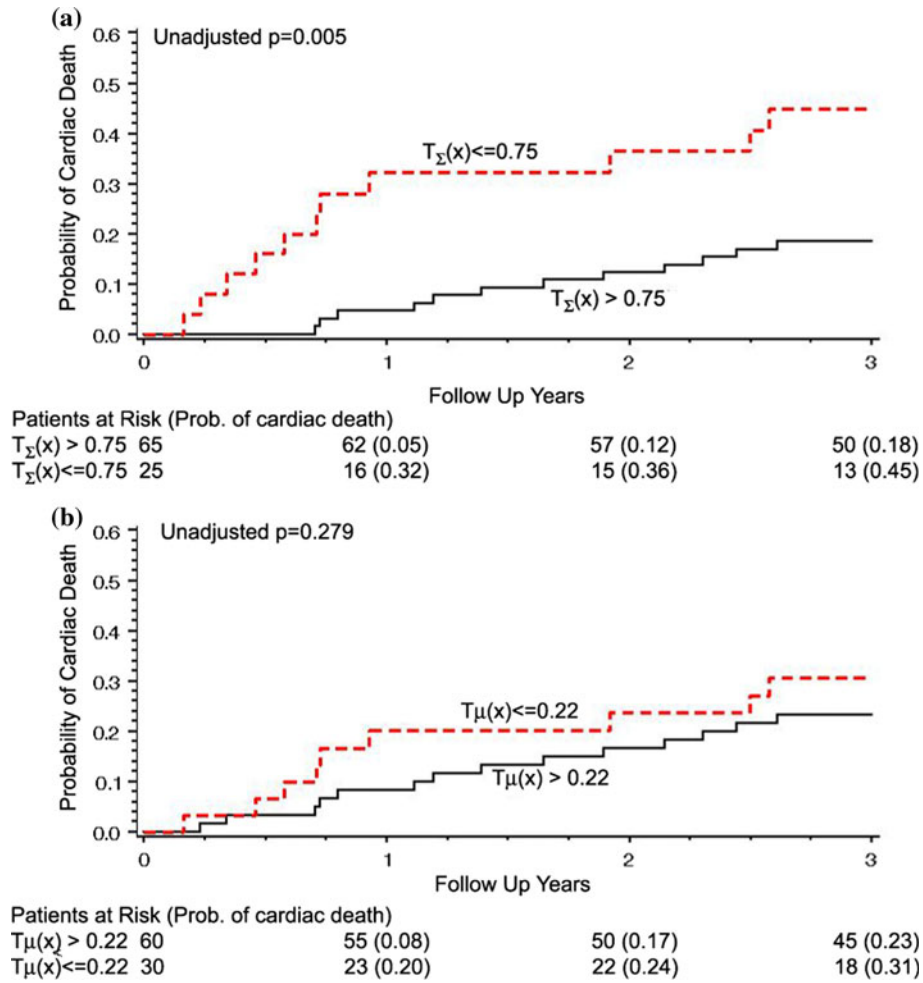 (a)
Unadjusted p=0.005
0.6
0.5
0.4
0.3
0.2
0.1
0.0
Probability of Cardiac Death
TΣ(x)<=0.75
TΣ(x) > 0.75
0 1 2 3
Follow Up Years
Patients at Risk (Prob. of cardiac death)
TΣ(x) > 0.75 65 62 (0.05) 57 (0.12) 50 (0.18)
TΣ(x)<=0.75 25 16 (0.32) 15 (0.36) 13 (0.45)
(b)
Unadjusted p=0.279
0.6
0.5
0.4
0.3
0.2
0.1
0.0
Probability of Cardiac Death
Tμ(x)<=0.22
Tμ(x) > 0.22
0 1 2 3
Follow Up Years
Patients at Risk (Prob. of cardiac death)
Tμ(x) > 0.22 60 55 (0.08) 50 (0.17) 45 (0.23)
Tμ(x)<=0.22 30 23 (0.20) 22 (0.24) 18 (0.31)